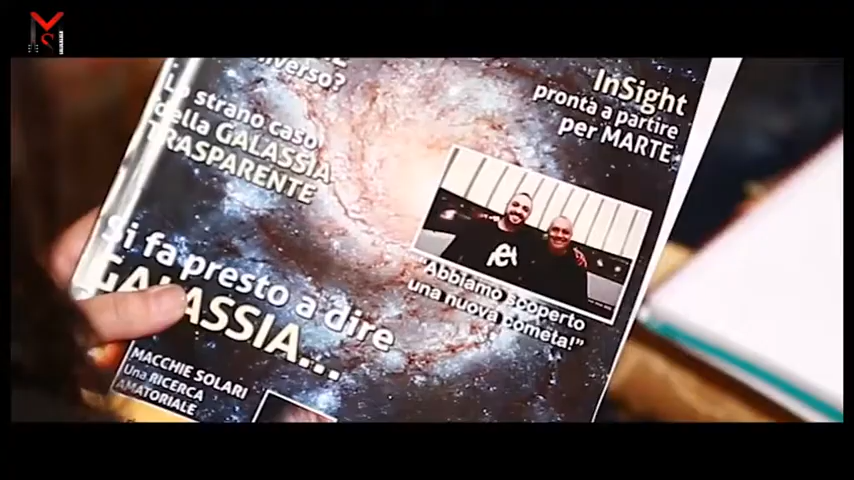 iverso?
Lo strano caso
della GALASSIA
TRASPARENTE
InSight
pronta a partire
per MARTE
Si fa presto a dire
GALASSIA...
"Abbiamo scoperto
una nuova cometa!"
MACCHIE SOLARI
Una RICERCA
AMATORIALE